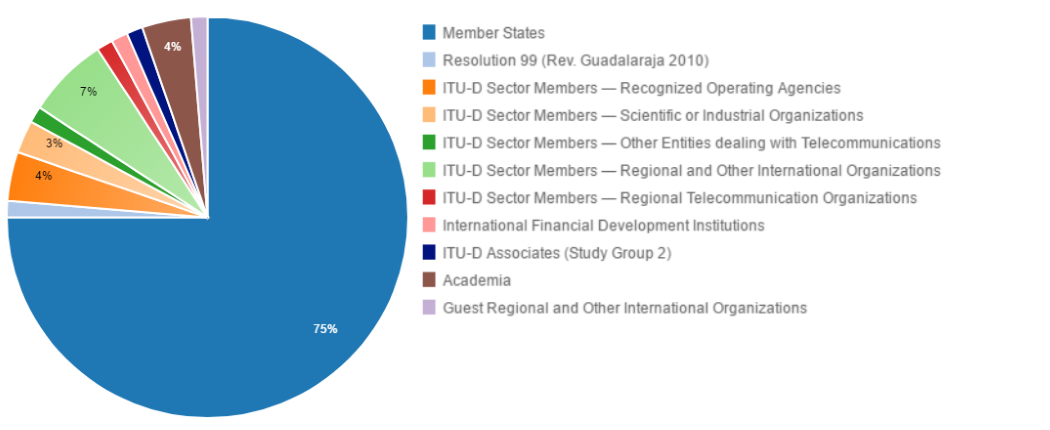 4%
7%
3%
4%
75%
Member States
Resolution 99 (Rev. Guadalaraja 2010)
ITU-D Sector Members — Recognized Operating Agencies
ITU-D Sector Members — Scientific or Industrial Organizations
ITU-D Sector Members — Other Entities dealing with Telecommunications
ITU-D Sector Members — Regional and Other International Organizations
ITU-D Sector Members — Regional Telecommunication Organizations
International Financial Development Institutions
ITU-D Associates (Study Group 2)
Academia
Guest Regional and Other International Organizations